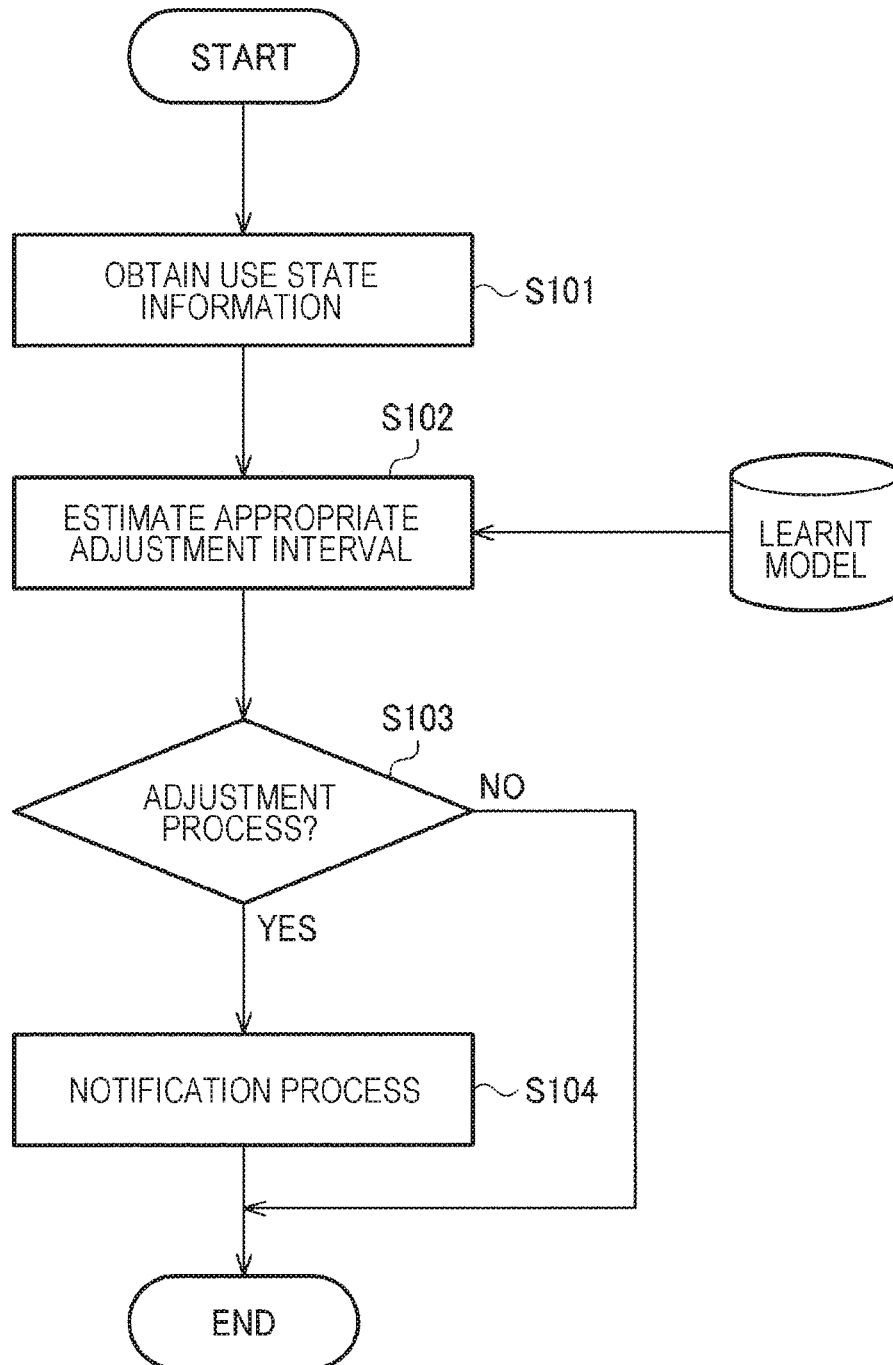 START
OBTAIN USE STATE
INFORMATION
S101
S102
ESTIMATE APPROPRIATE
ADJUSTMENT INTERVAL
LEARNT
MODEL
S103
ADJUSTMENT
PROCESS?
NO
YES
NOTIFICATION PROCESS
S104
END